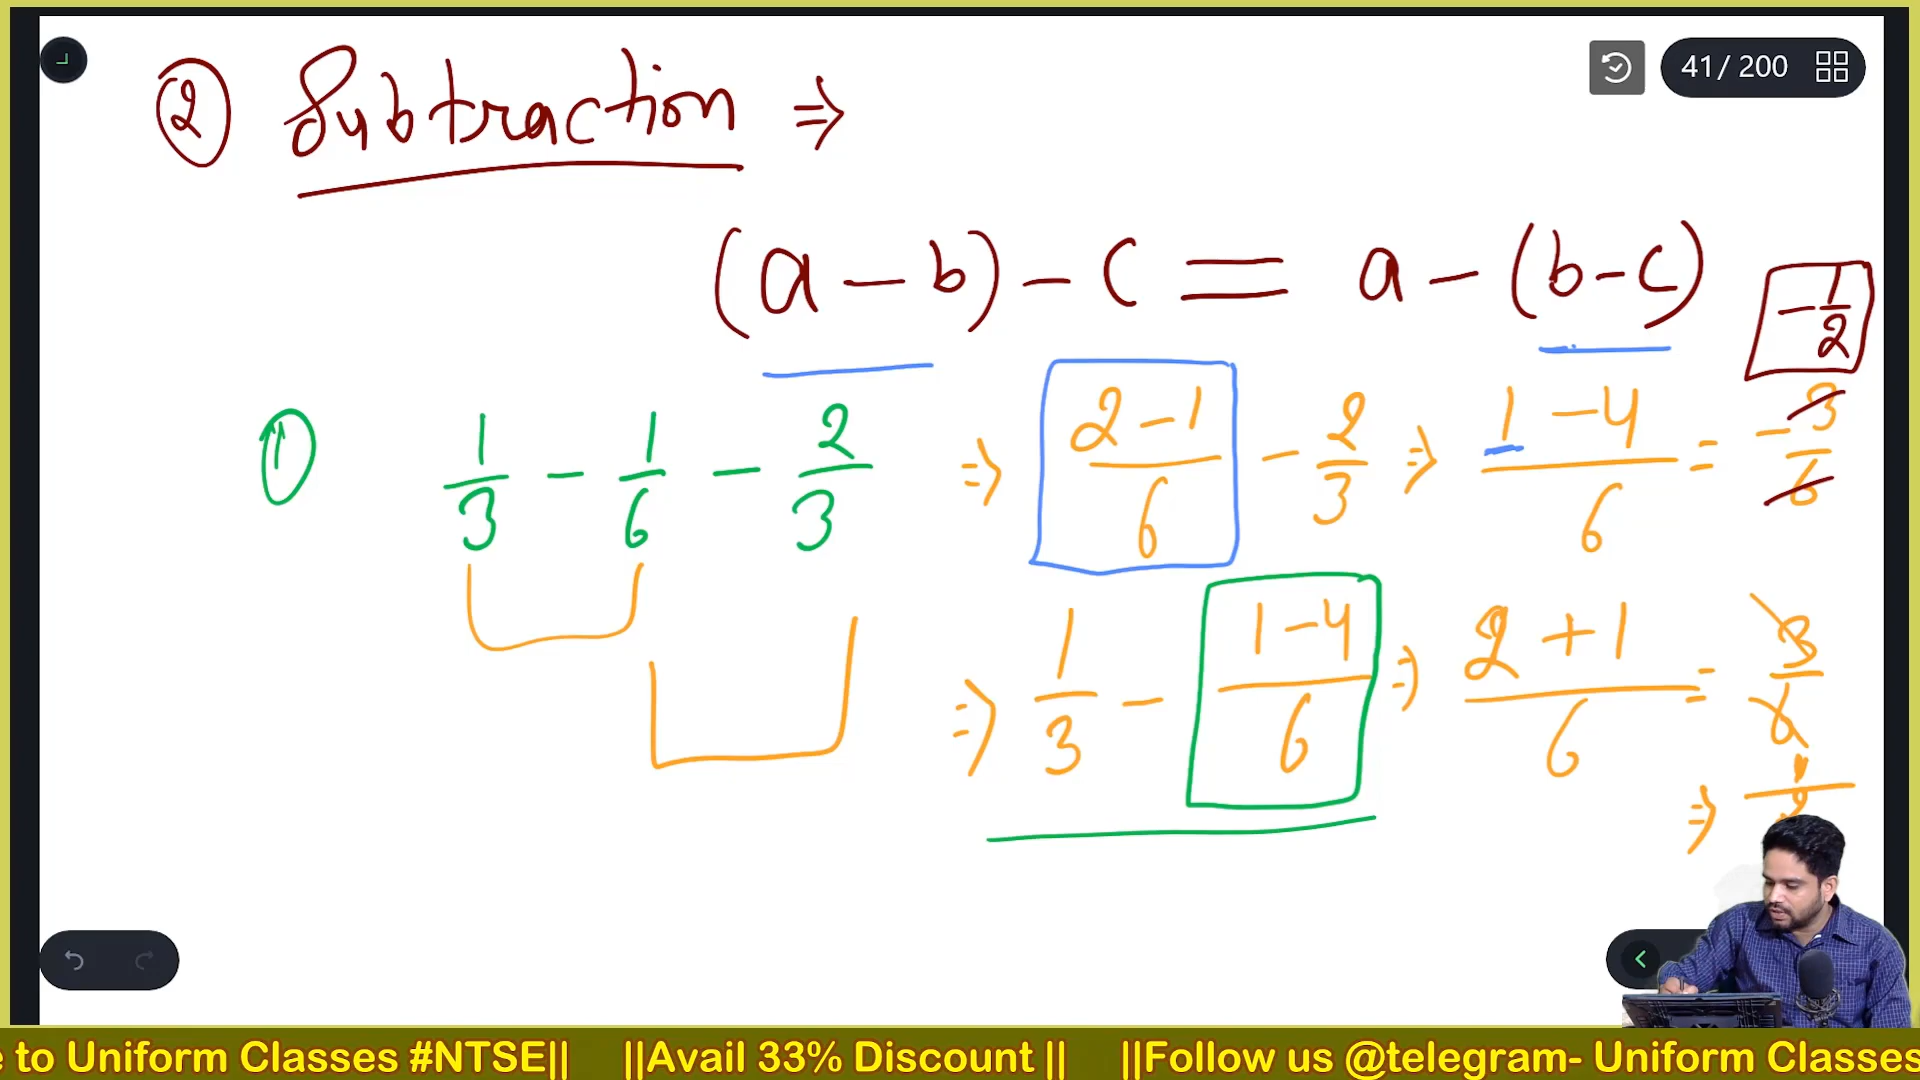 41/ 200
② Subtraction ⇒
(a - b) - c = a - (b - c)
① 1/3 - 1/6 - 2/3 ⇒ (2 - 1)/6 - 2/3 ⇒ (1 - 4)/6 = -3/6
-1/2
⇒ 1/3 - (1 - 4)/6 ⇒ (2 + 1)/6 = 3/6
⇒ 1/2
e to Uniform Classes #NTSE|| ||Avail 33% Discount || ||Follow us @telegram- Uniform Classes